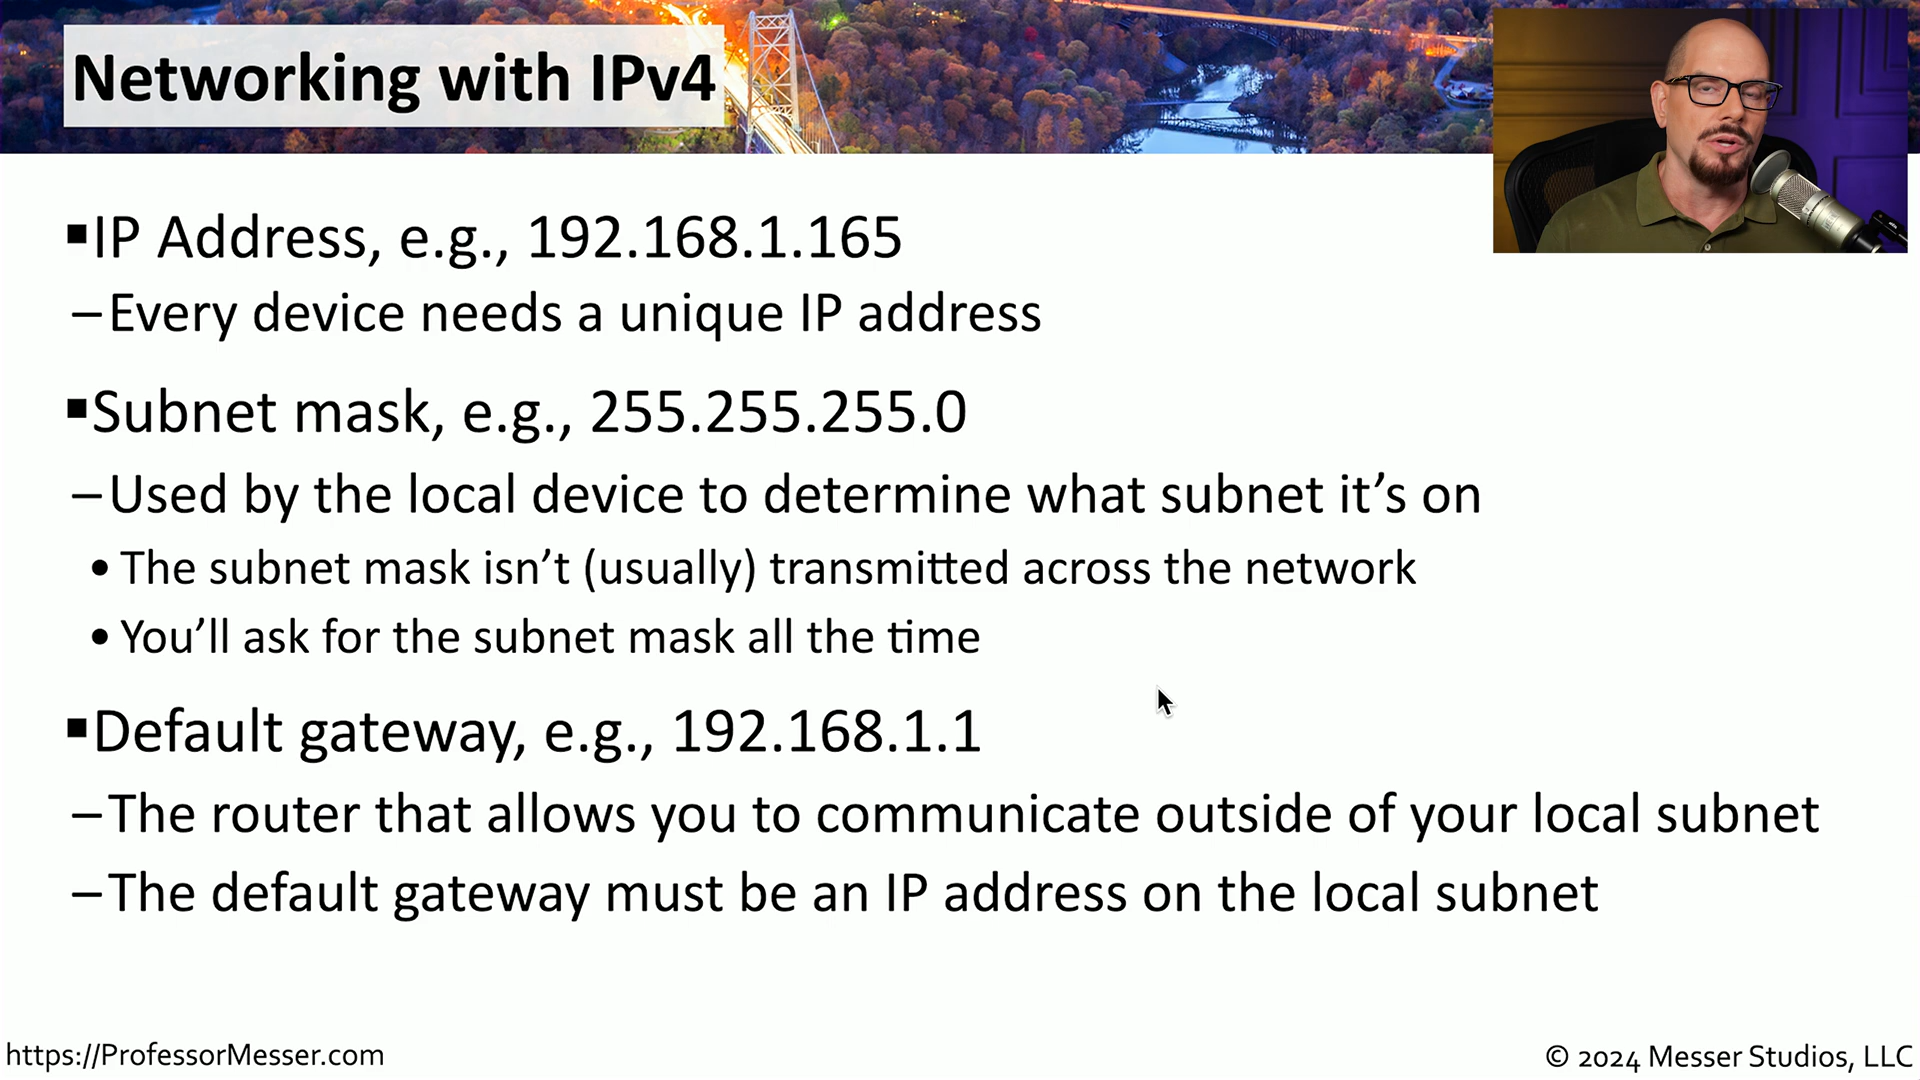 Networking with IPv4
▪IP Address, e.g., 192.168.1.165
–Every device needs a unique IP address
▪Subnet mask, e.g., 255.255.255.0
–Used by the local device to determine what subnet it’s on
•The subnet mask isn’t (usually) transmitted across the network
•You’ll ask for the subnet mask all the time
▪Default gateway, e.g., 192.168.1.1
–The router that allows you to communicate outside of your local subnet
–The default gateway must be an IP address on the local subnet
https://ProfessorMesser.com
© 2024 Messer Studios, LLC